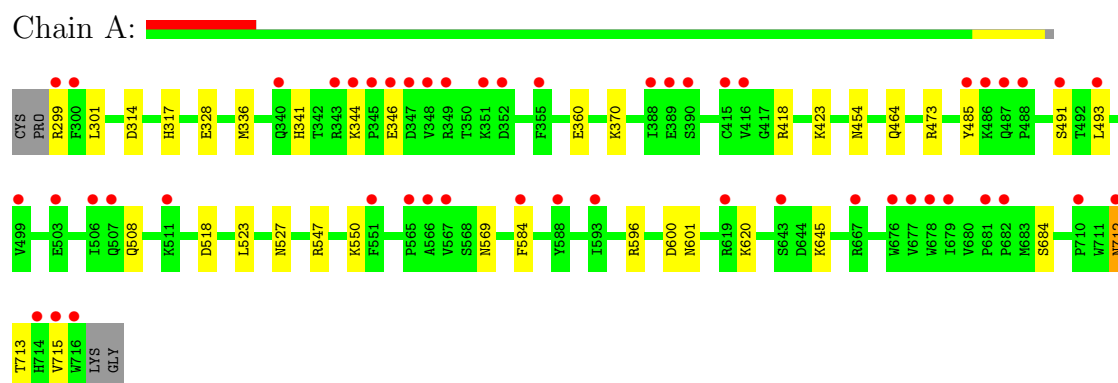 Chain A:
CYS PRO R299 F300 L301 D314 H317 E328 M336 Q340 H341 T342 R343 K344 P345 E346 D347 V348 R349 T350 K351 D352 F355 E360 K370 I388 E389 S390 C415 V416 G417 R418 K423 N454 Q464 R473 Y485 K486 Q487 P488 S491 T492 L493
V499 E503 I506 Q507 Q508 K511 D518 L523 N527 R547 K550 F551 P565 A566 V567 S568 N569 F584 Y588 I593 R596 D600 N601 R619 K620 S643 D644 K645 R667 W676 V677 W678 I679 V680 P681 P682 M683 S684 P710 W711 N712
T713 H714 V715 W716 LYS GLY